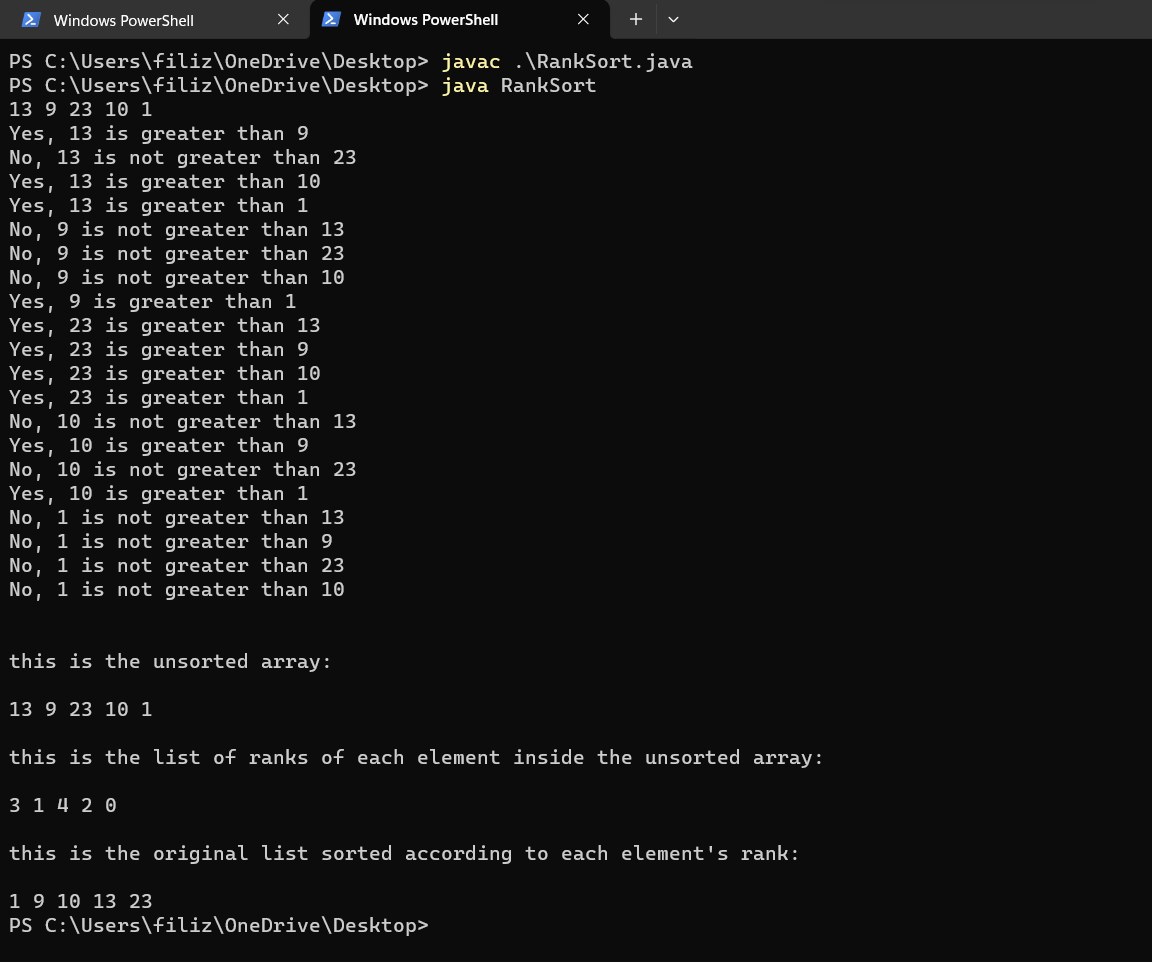 Windows PowerShell
Windows PowerShell
PS C:\Users\filiz\OneDrive\Desktop> javac .\RankSort.java
PS C:\Users\filiz\OneDrive\Desktop> java RankSort
13 9 23 10 1
Yes, 13 is greater than 9
No, 13 is not greater than 23
Yes, 13 is greater than 10
Yes, 13 is greater than 1
No, 9 is not greater than 13
No, 9 is not greater than 23
No, 9 is not greater than 10
Yes, 9 is greater than 1
Yes, 23 is greater than 13
Yes, 23 is greater than 9
Yes, 23 is greater than 10
Yes, 23 is greater than 1
No, 10 is not greater than 13
Yes, 10 is greater than 9
No, 10 is not greater than 23
Yes, 10 is greater than 1
No, 1 is not greater than 13
No, 1 is not greater than 9
No, 1 is not greater than 23
No, 1 is not greater than 10
this is the unsorted array:
13 9 23 10 1
this is the list of ranks of each element inside the unsorted array:
3 1 4 2 0
this is the original list sorted according to each element's rank:
1 9 10 13 23
PS C:\Users\filiz\OneDrive\Desktop>